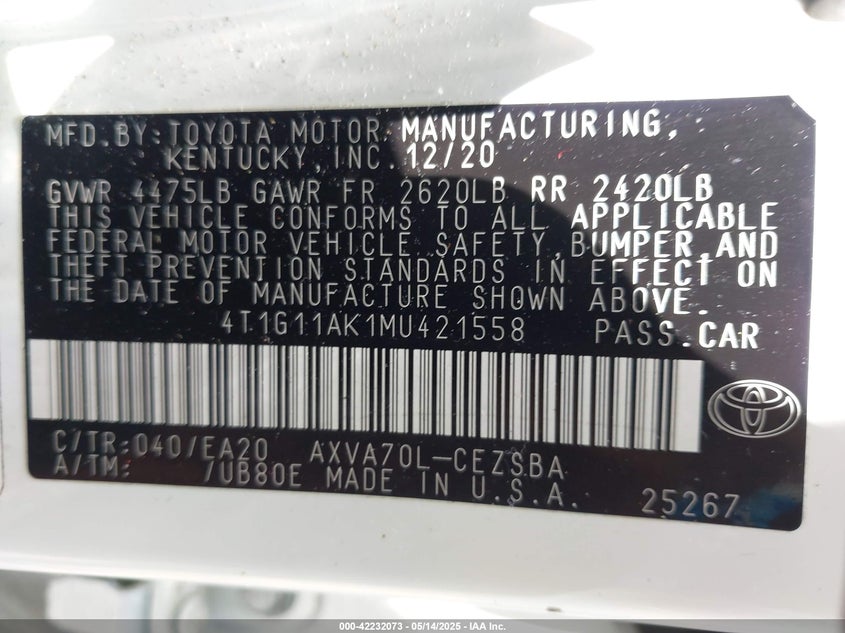 MFD. BY: TOYOTA MOTOR MANUFACTURING,
KENTUCKY, INC. 12/20
GVWR 4475LB GAWR FR 2620LB RR 2420LB
THIS VEHICLE CONFORMS TO ALL APPLICABLE
FEDERAL MOTOR VEHICLE SAFETY, BUMPER, AND
THEFT PREVENTION STANDARDS IN EFFECT ON
THE DATE OF MANUFACTURE SHOWN ABOVE.
4T1G11AK1MU421558 PASS. CAR
C/TR: 040/EA20 AXVA70L-CEZSBA
A/TM: /UB80E MADE IN U.S.A. 25267
000-42232073 - 05/14/2025 - IAA Inc.